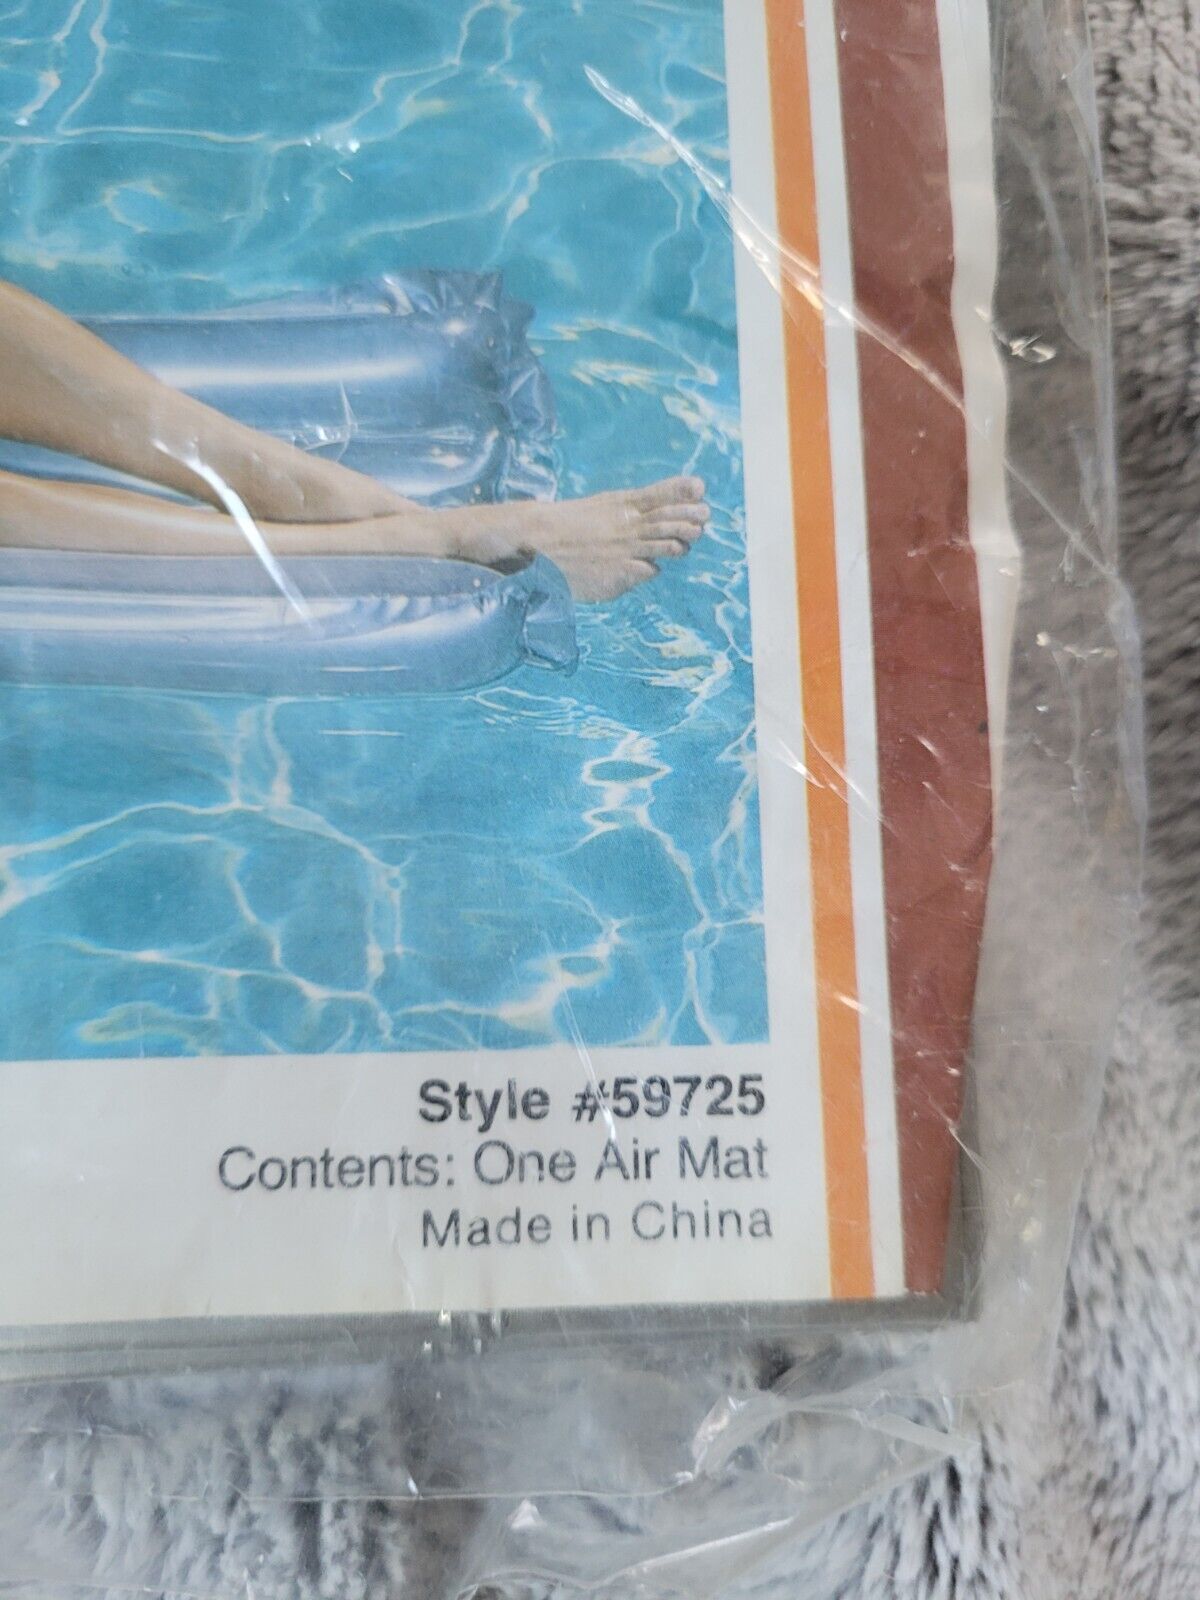 Style #59725
Contents: One Air Mat
Made in China